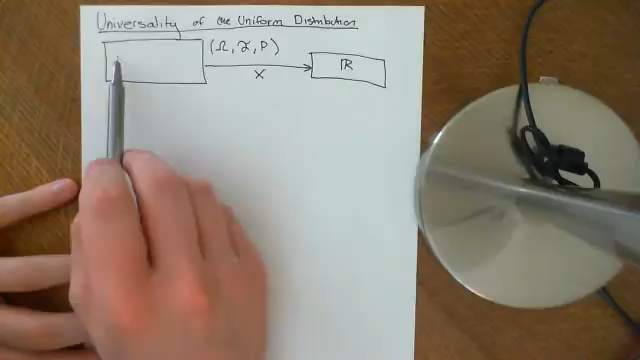 Universality of the Uniform Distribution
(Ω, ℱ, P)
X
ℝ